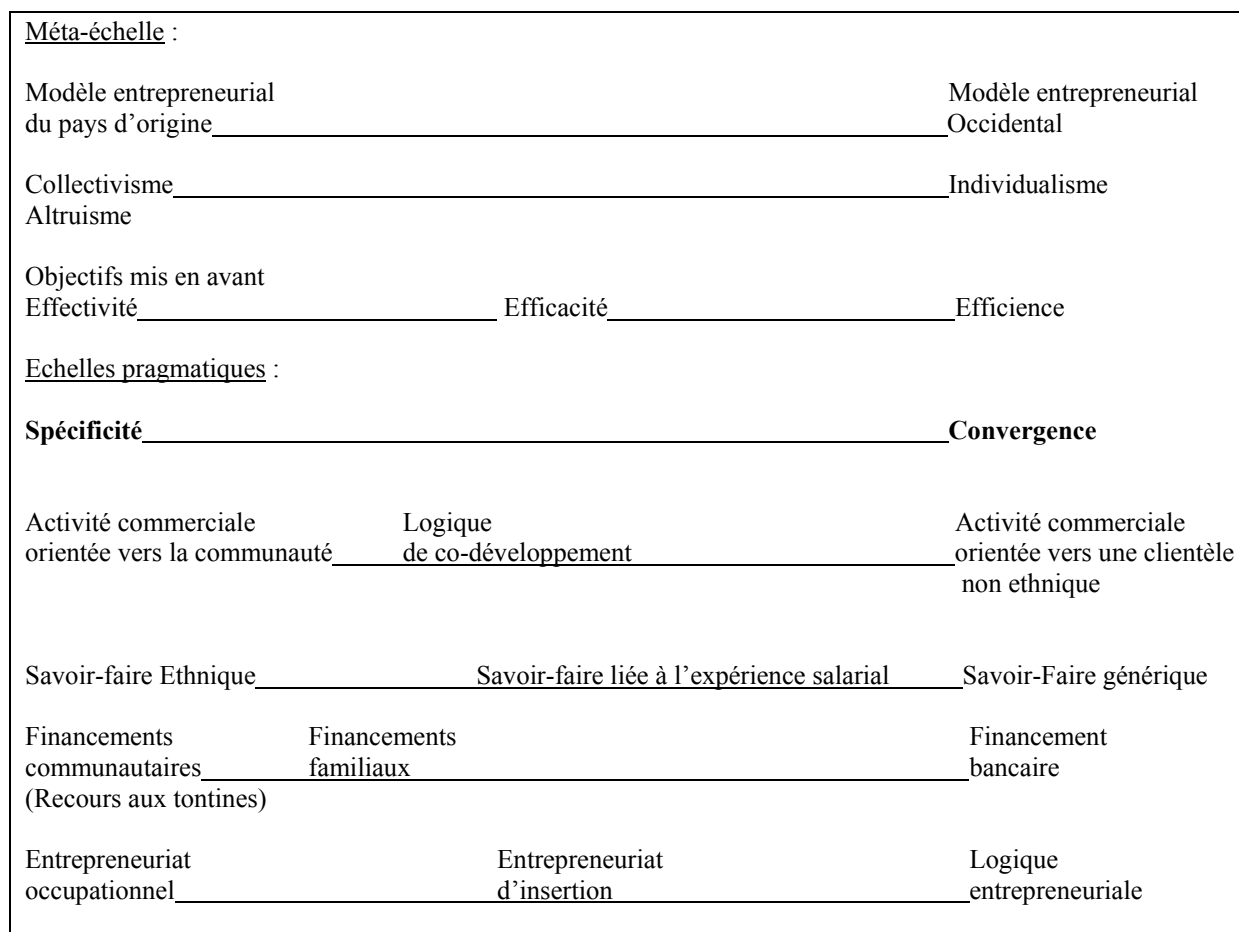 Méta-échelle :
Modèle entrepreneurial Modèle entrepreneurial
du pays d’origine Occidental
Collectivisme Individualisme
Altruisme
Objectifs mis en avant
Effectivité Efficacité Efficience
Echelles pragmatiques :
Spécificité Convergence
Activité commerciale Logique Activité commerciale
orientée vers la communauté de co-développement orientée vers une clientèle
non ethnique
Savoir-faire Ethnique Savoir-faire liée à l’expérience salarial Savoir-Faire générique
Financements Financements Financement
communautaires familiaux bancaire
(Recours aux tontines)
Entrepreneuriat Entrepreneuriat Logique
occupationnel d’insertion entrepreneuriale